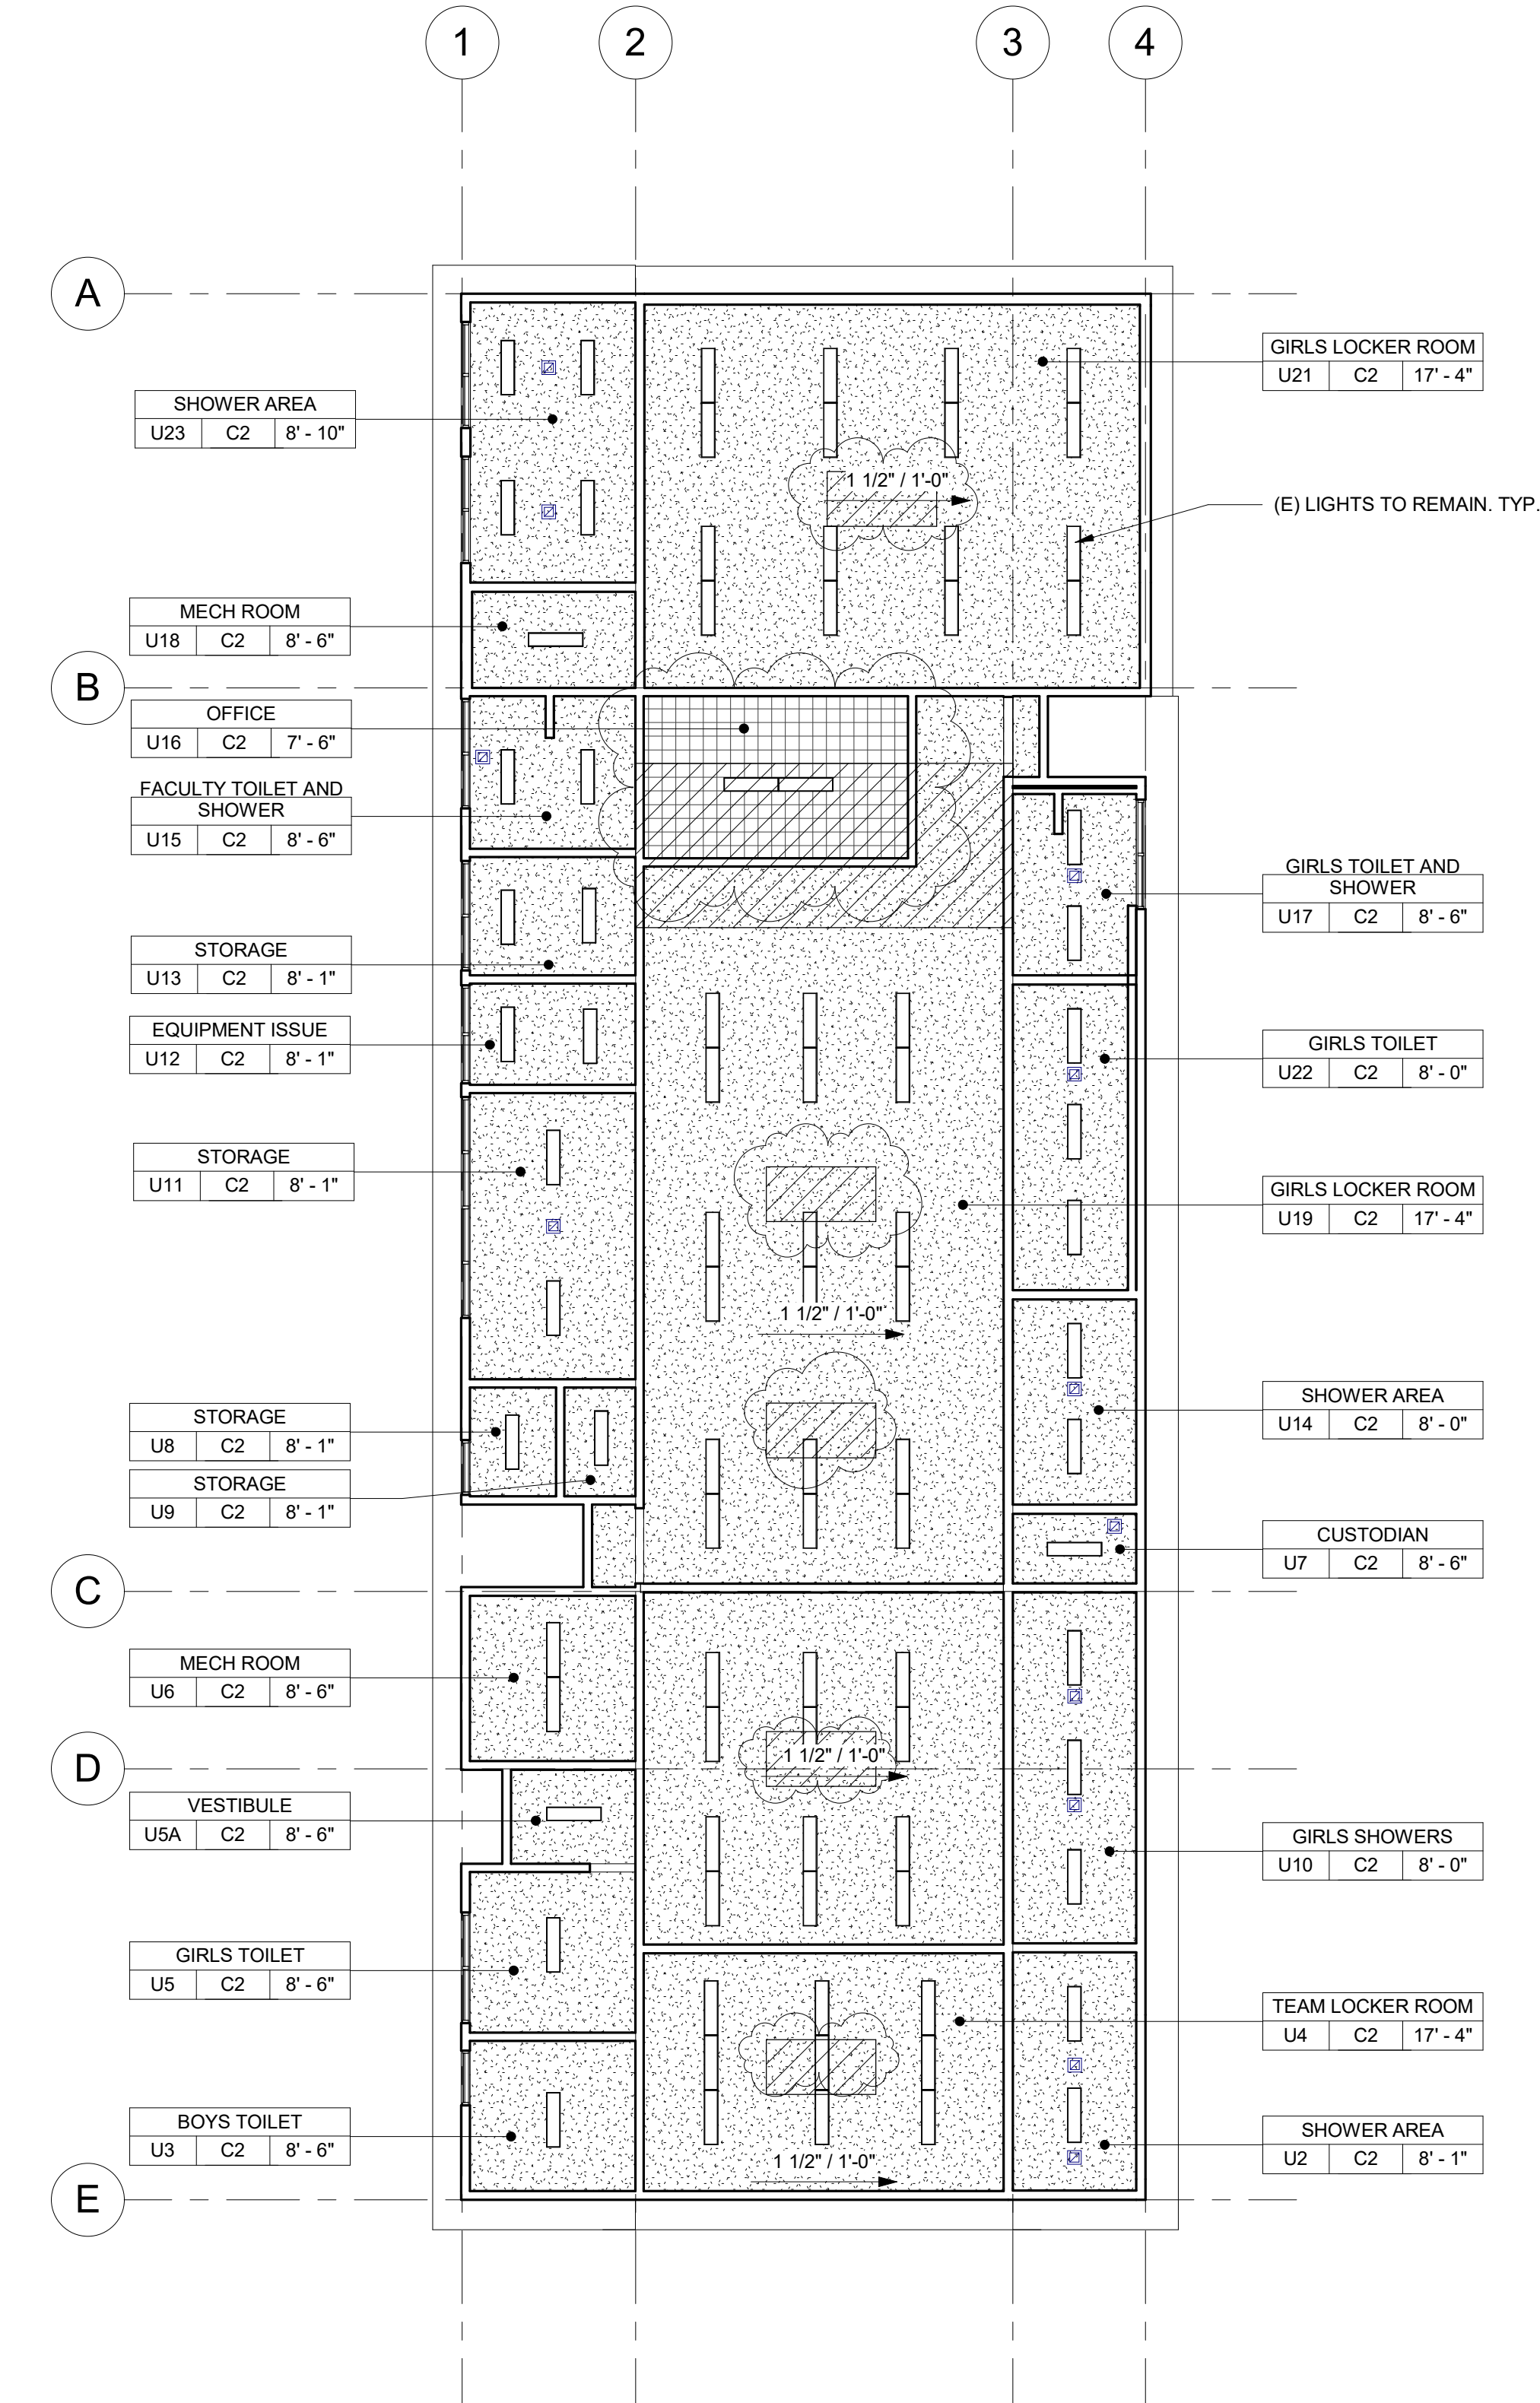 1 2 3 4
A
GIRLS LOCKER ROOM
U21 C2 17' - 4"
SHOWER AREA
U23 C2 8' - 10"
1 1/2" / 1'-0"
(E) LIGHTS TO REMAIN. TYP.
MECH ROOM
U18 C2 8' - 6"
B
OFFICE
U16 C2 7' - 6"
FACULTY TOILET AND
SHOWER
U15 C2 8' - 6"
GIRLS TOILET AND
SHOWER
U17 C2 8' - 6"
STORAGE
U13 C2 8' - 1"
EQUIPMENT ISSUE
U12 C2 8' - 1"
GIRLS TOILET
U22 C2 8' - 0"
STORAGE
U11 C2 8' - 1"
GIRLS LOCKER ROOM
U19 C2 17' - 4"
1 1/2" / 1'-0"
SHOWER AREA
U14 C2 8' - 0"
STORAGE
U8 C2 8' - 1"
STORAGE
U9 C2 8' - 1"
CUSTODIAN
U7 C2 8' - 6"
C
MECH ROOM
U6 C2 8' - 6"
1 1/2" / 1'-0"
D
VESTIBULE
U5A C2 8' - 6"
GIRLS SHOWERS
U10 C2 8' - 0"
GIRLS TOILET
U5 C2 8' - 6"
TEAM LOCKER ROOM
U4 C2 17' - 4"
BOYS TOILET
U3 C2 8' - 6"
SHOWER AREA
U2 C2 8' - 1"
1 1/2" / 1'-0"
E